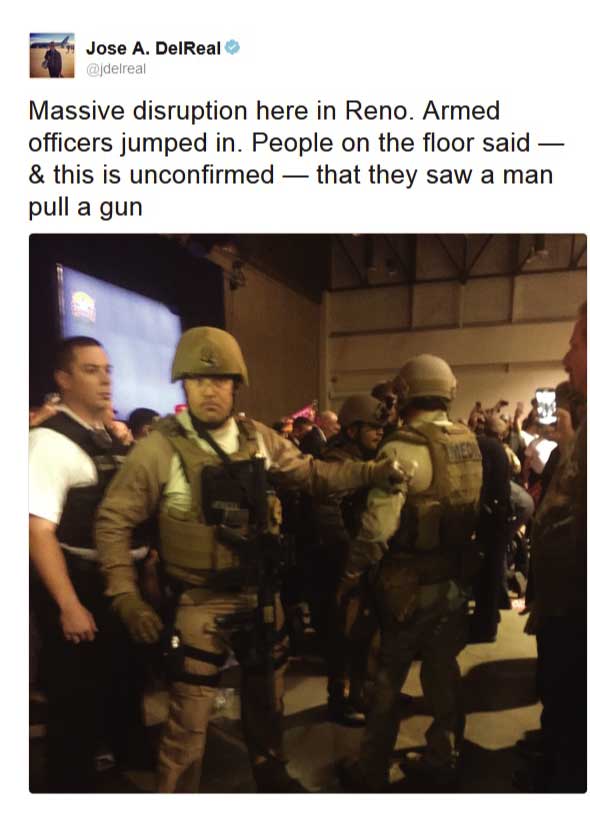 Jose A. DelReal
@jdelreal
Massive disruption here in Reno. Armed
officers jumped in. People on the floor said —
& this is unconfirmed — that they saw a man
pull a gun
MEDIC